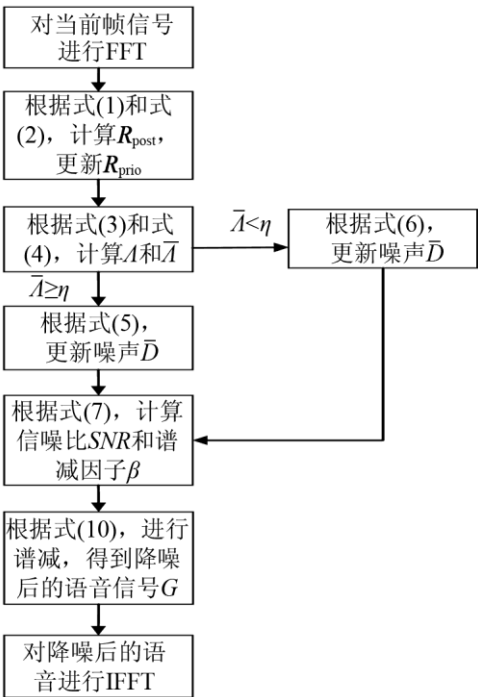 对当前帧信号
进行FFT
根据式(1)和式
(2)，计算Rpost，
更新Rprio
根据式(3)和式
(4)，计算Λ和Λ̅
Λ̅<η
根据式(6)，
更新噪声D̅
Λ̅≥η
根据式(5)，
更新噪声D̅
根据式(7)，计算
信噪比SNR和谱
减因子β
根据式(10)，进行
谱减，得到降噪
后的语音信号G
对降噪后的语
音进行IFFT